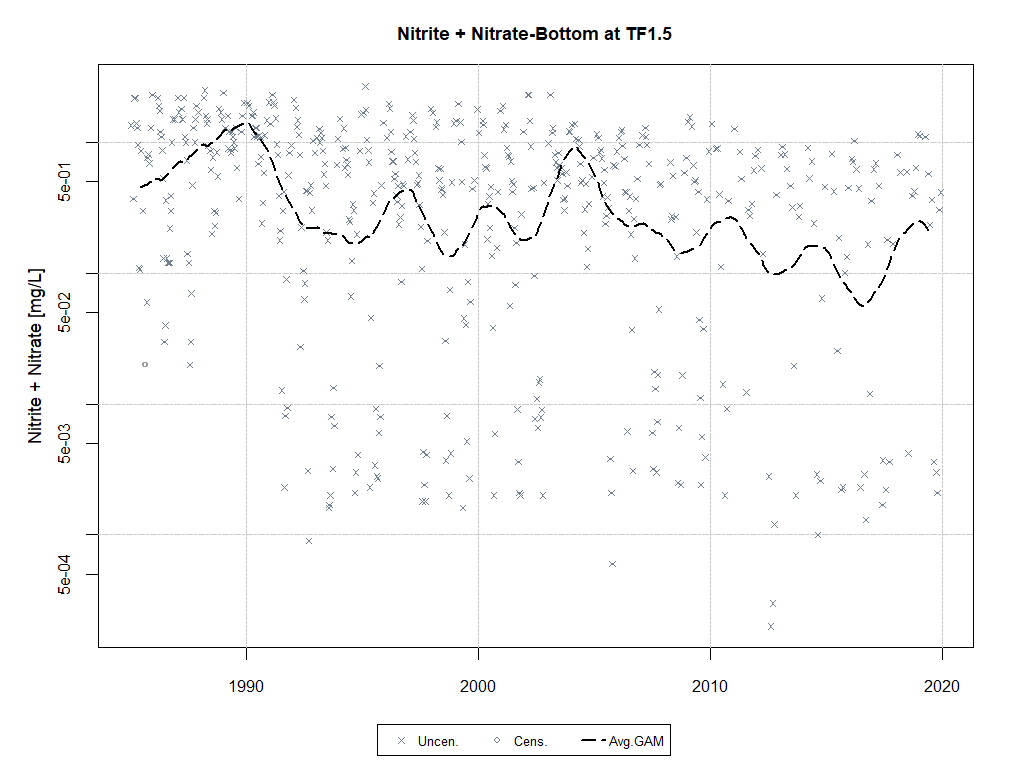 Nitrite + Nitrate-Bottom at TF1.5
Nitrite + Nitrate [mg/L]
5e-01
5e-02
5e-03
5e-04
1990 2000 2010 2020
Uncen. Cens. Avg.GAM